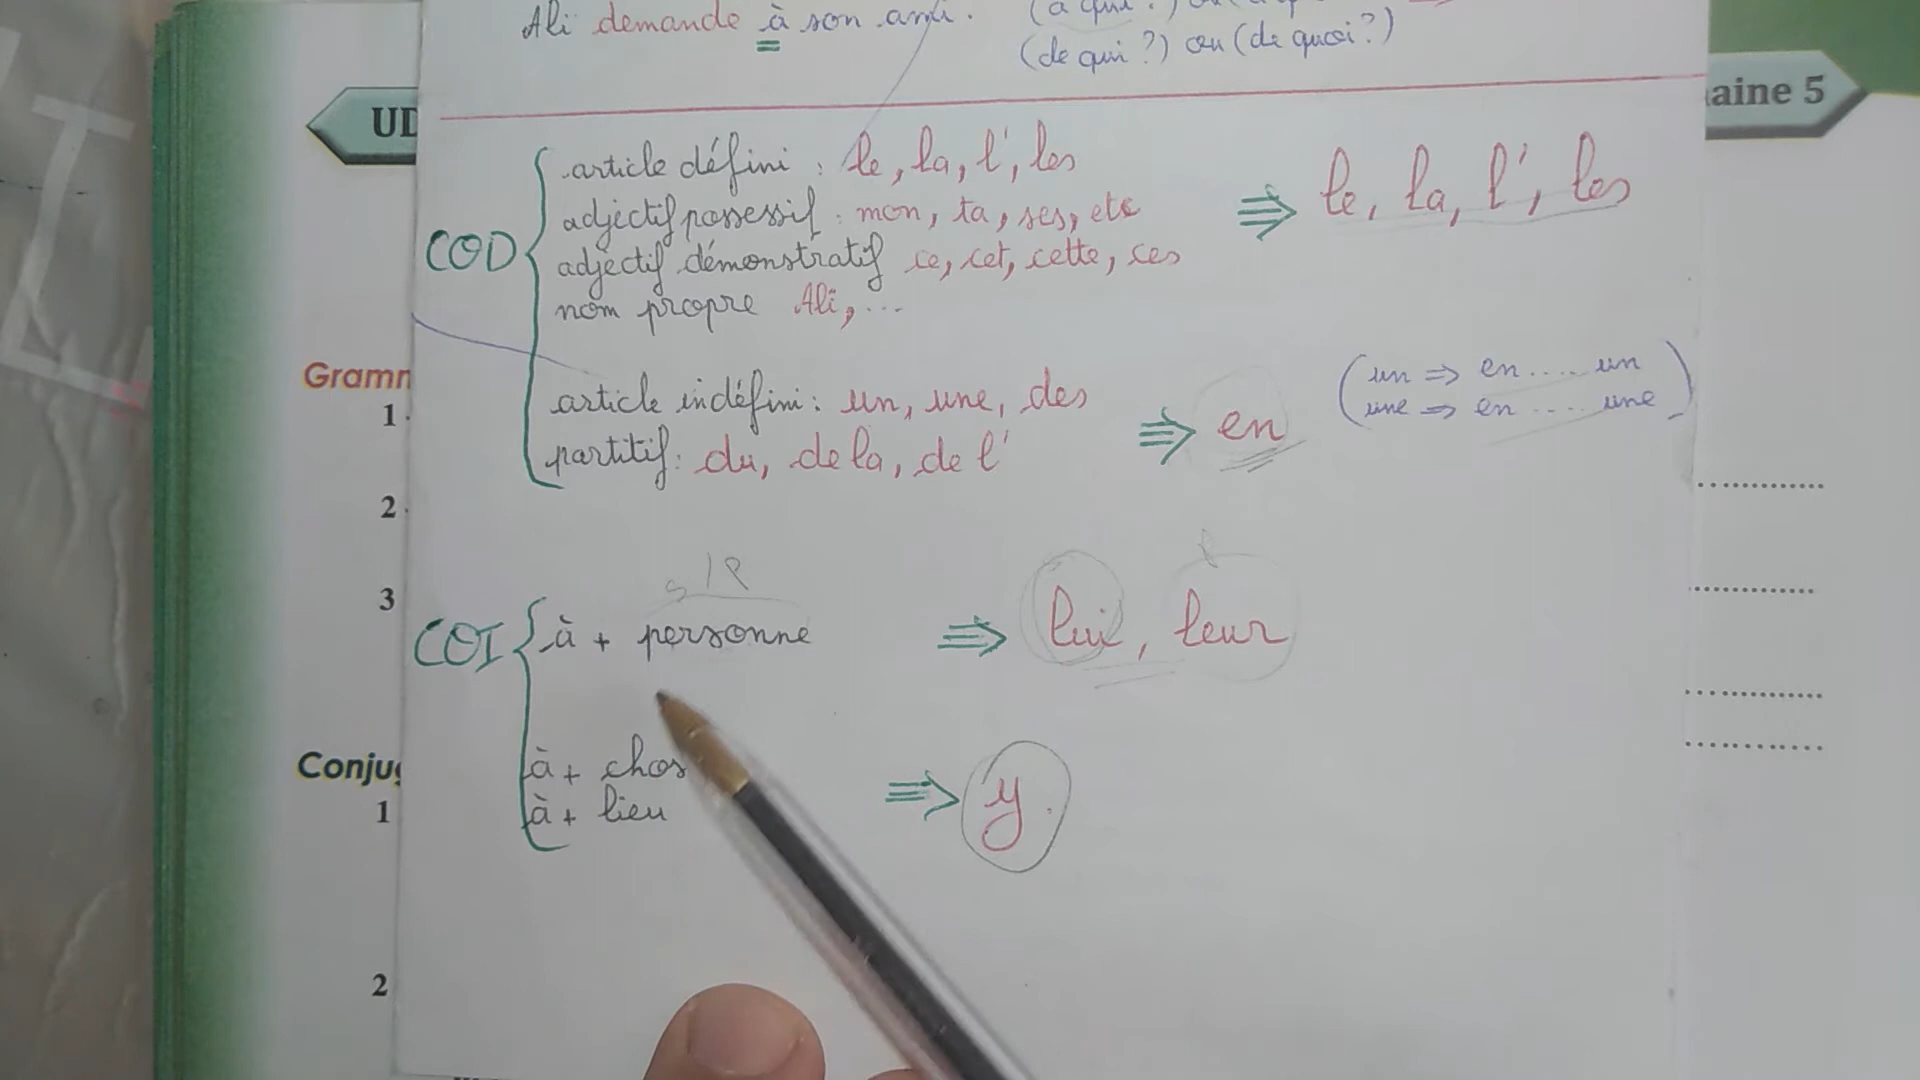 Ali demande à son ami. (à qui ?) ou (à
(de qui ?) ou (de quoi ?)
UD
aine 5
article défini : le, la, l', les
adjectif possessif : mon, ta, ses, etc
⇒ le, la, l', les
COD
adjectif démonstratif ce, cet, cette, ces
nom propre Ali, ...
Gramm
1.
article indéfini : un, une, des
partitif : du, de la, de l'
⇒ en
(un ⇒ en .... un
une ⇒ en .... une)
2.
3
s / P
COI
à + personne ⇒ lui, leur
Conjug
1
à + chos
à + lieu
⇒ y.
2